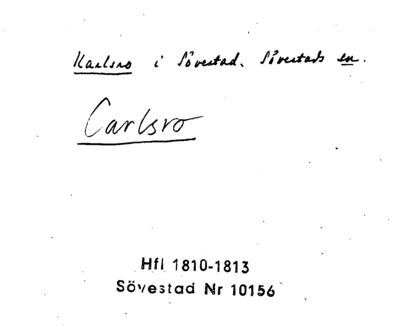 Karlsro i Sövestad. Sövestads sn.
Carlsro
Hfl 1810-1813
Sövestad Nr 10156